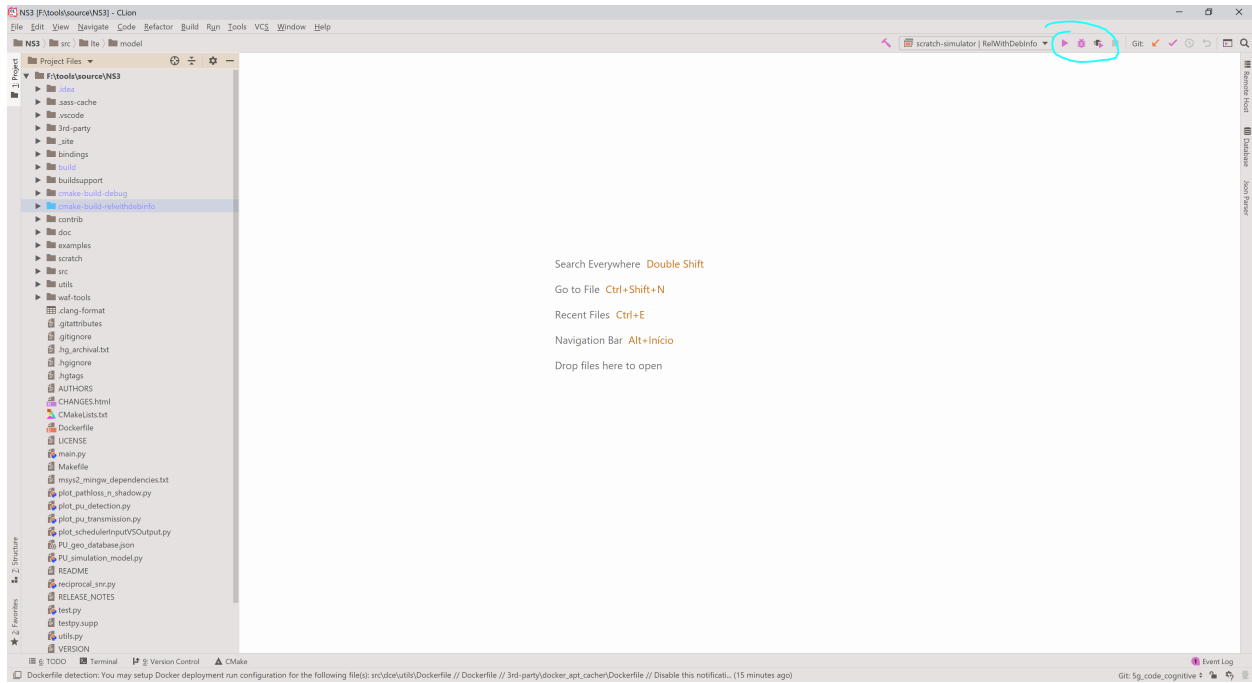 NS3 [F:\tools\source\NS3] - CLion
File Edit View Navigate Code Refactor Build Run Tools VCS Window Help
NS3 src lte model scratch-simulator | RelWithDebInfo Git:
1: Project
Project Files
F:\tools\source\NS3
.idea
.sass-cache
.vscode
3rd-party
_site
bindings
build
buildsupport
cmake-build-debug
cmake-build-relwithdebinfo
contrib
doc
examples
scratch
src
utils
waf-tools
.clang-format
.gitattributes
.gitignore
.hg_archival.txt
.hgignore
.hgtags
AUTHORS
CHANGES.html
CMakeLists.txt
Dockerfile
LICENSE
main.py
Makefile
msys2_mingw_dependencies.txt
plot_pathloss_n_shadow.py
plot_pu_detection.py
plot_pu_transmission.py
plot_schedulerInputVSOutput.py
PU_geo_database.json
PU_simulation_model.py
README
reciprocal_snr.py
RELEASE_NOTES
test.py
testpy.supp
utils.py
VERSION
7: Structure
2: Favorites
Search Everywhere Double Shift
Go to File Ctrl+Shift+N
Recent Files Ctrl+E
Navigation Bar Alt+Início
Drop files here to open
Remote Host
Database
Json Parser
6: TODO Terminal 9: Version Control CMake 1 Event Log
Dockerfile detection: You may setup Docker deployment run configuration for the following file(s): src\dce\utils\Dockerfile // Dockerfile // 3rd-party\docker_apt_cacher\Dockerfile // Disable this notificati... (15 minutes ago) Git: 5g_code_cognitive